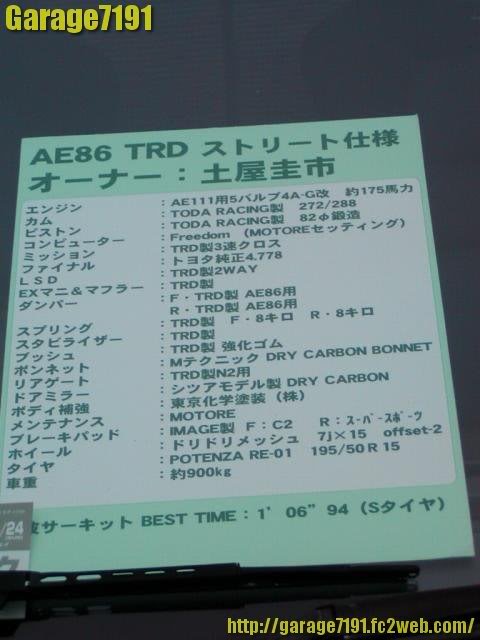 Garage7191
AE86 TRD ストリート仕様
オーナー：土屋圭市
エンジン ：AE111用5バルブ4A-G改 約175馬力
カム ：TODA RACING製 272/288
ピストン ：TODA RACING製 82φ鍛造
コンピューター ：Freedom （MOTOREセッティング）
ミッション ：TRD製3速クロス
ファイナル ：トヨタ純正4.778
ＬＳＤ ：TRD製2WAY
EXマニ＆マフラー ：TRD製
ダンパー ：F・TRD製 AE86用
R・TRD製 AE86用
スプリング ：TRD製 F・8キロ R・8キロ
スタビライザー ：TRD製
ブッシュ ：TRD製 強化ゴム
ボンネット ：Mテクニック DRY CARBON BONNET
リアゲート ：TRD製N2用
ドアミラー ：シツアモデル製 DRY CARBON
ボディ補強 ：東京化学塗装（株）
メンテナンス ：MOTORE
ブレーキパッド ：IMAGE製 F：C2 R：ｽｰﾊﾟｰｽﾎﾟｰﾂ
ホイール ：ドリドリメッシュ 7j×15 offset-2
タイヤ ：POTENZA RE-01 195/50 R 15
車重 ：約900kg
サーキット BEST TIME：1’06”94（Sタイヤ）
/24
http://garage7191.fc2web.com/